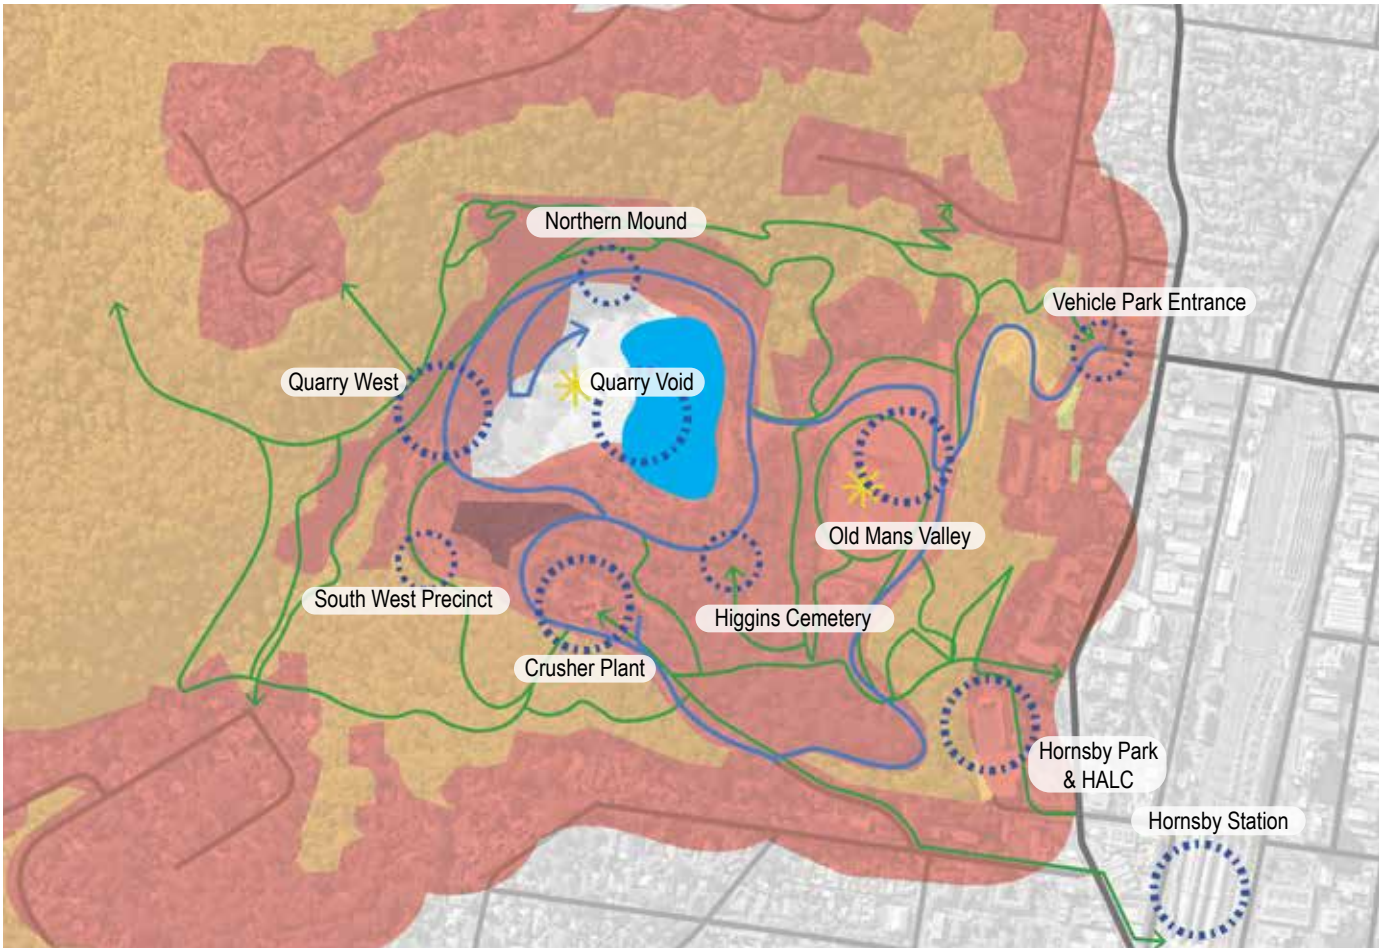 Northern Mound
Vehicle Park Entrance
Quarry West
Quarry Void
Old Mans Valley
South West Precinct
Higgins Cemetery
Crusher Plant
Hornsby Park
& HALC
Hornsby Station